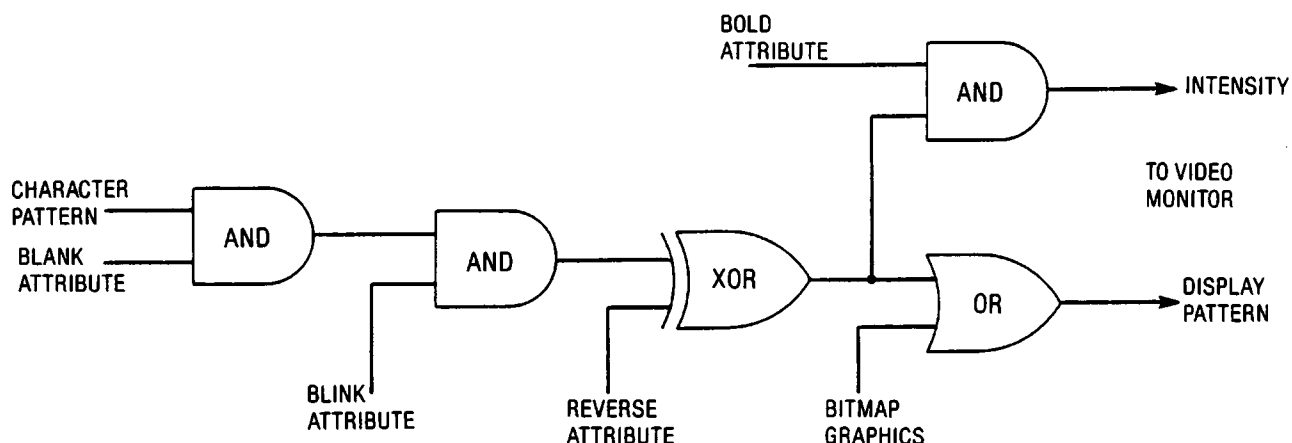 BOLD
ATTRIBUTE
AND
INTENSITY
TO VIDEO
MONITOR
CHARACTER
PATTERN
BLANK
ATTRIBUTE
AND
AND
XOR
OR
DISPLAY
PATTERN
BLINK
ATTRIBUTE
REVERSE
ATTRIBUTE
BITMAP
GRAPHICS